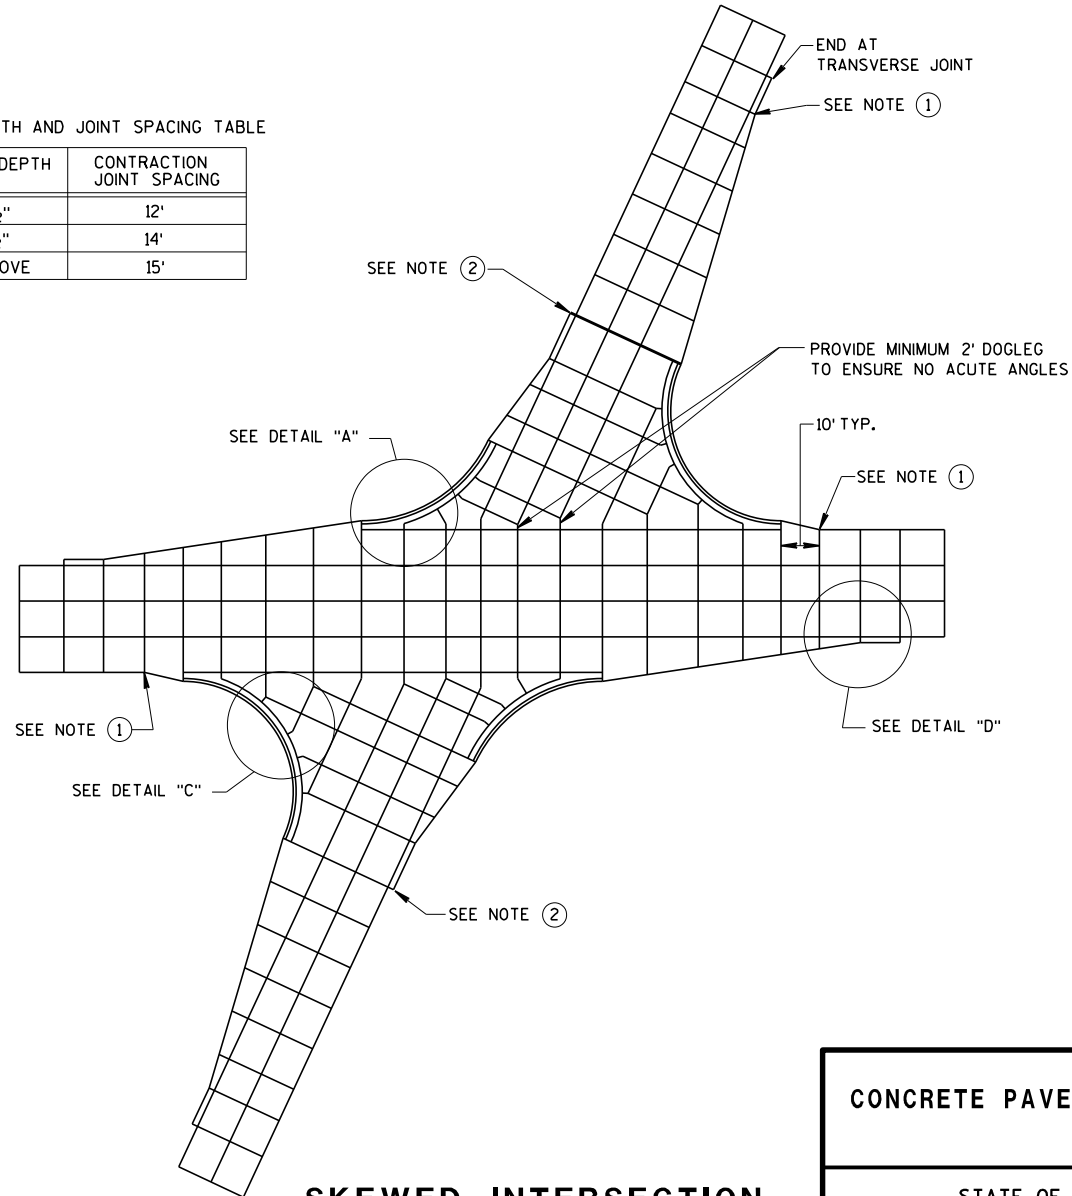 END AT
TRANSVERSE JOINT
SEE NOTE 1
TH AND JOINT SPACING TABLE
DEPTH
CONTRACTION
JOINT SPACING
12'
14'
OVE
15'
SEE NOTE 2
PROVIDE MINIMUM 2' DOGLEG
TO ENSURE NO ACUTE ANGLES
10' TYP.
SEE DETAIL "A"
SEE NOTE 1
SEE NOTE 1
SEE DETAIL "D"
SEE DETAIL "C"
SEE NOTE 2
CONCRETE PAVE
SKEWED INTERSECTION
STATE OF